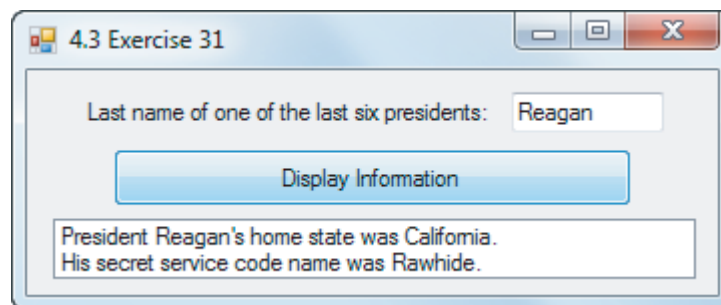 4.3 Exercise 31
Last name of one of the last six presidents: Reagan
Display Information
President Reagan's home state was California.
His secret service code name was Rawhide.